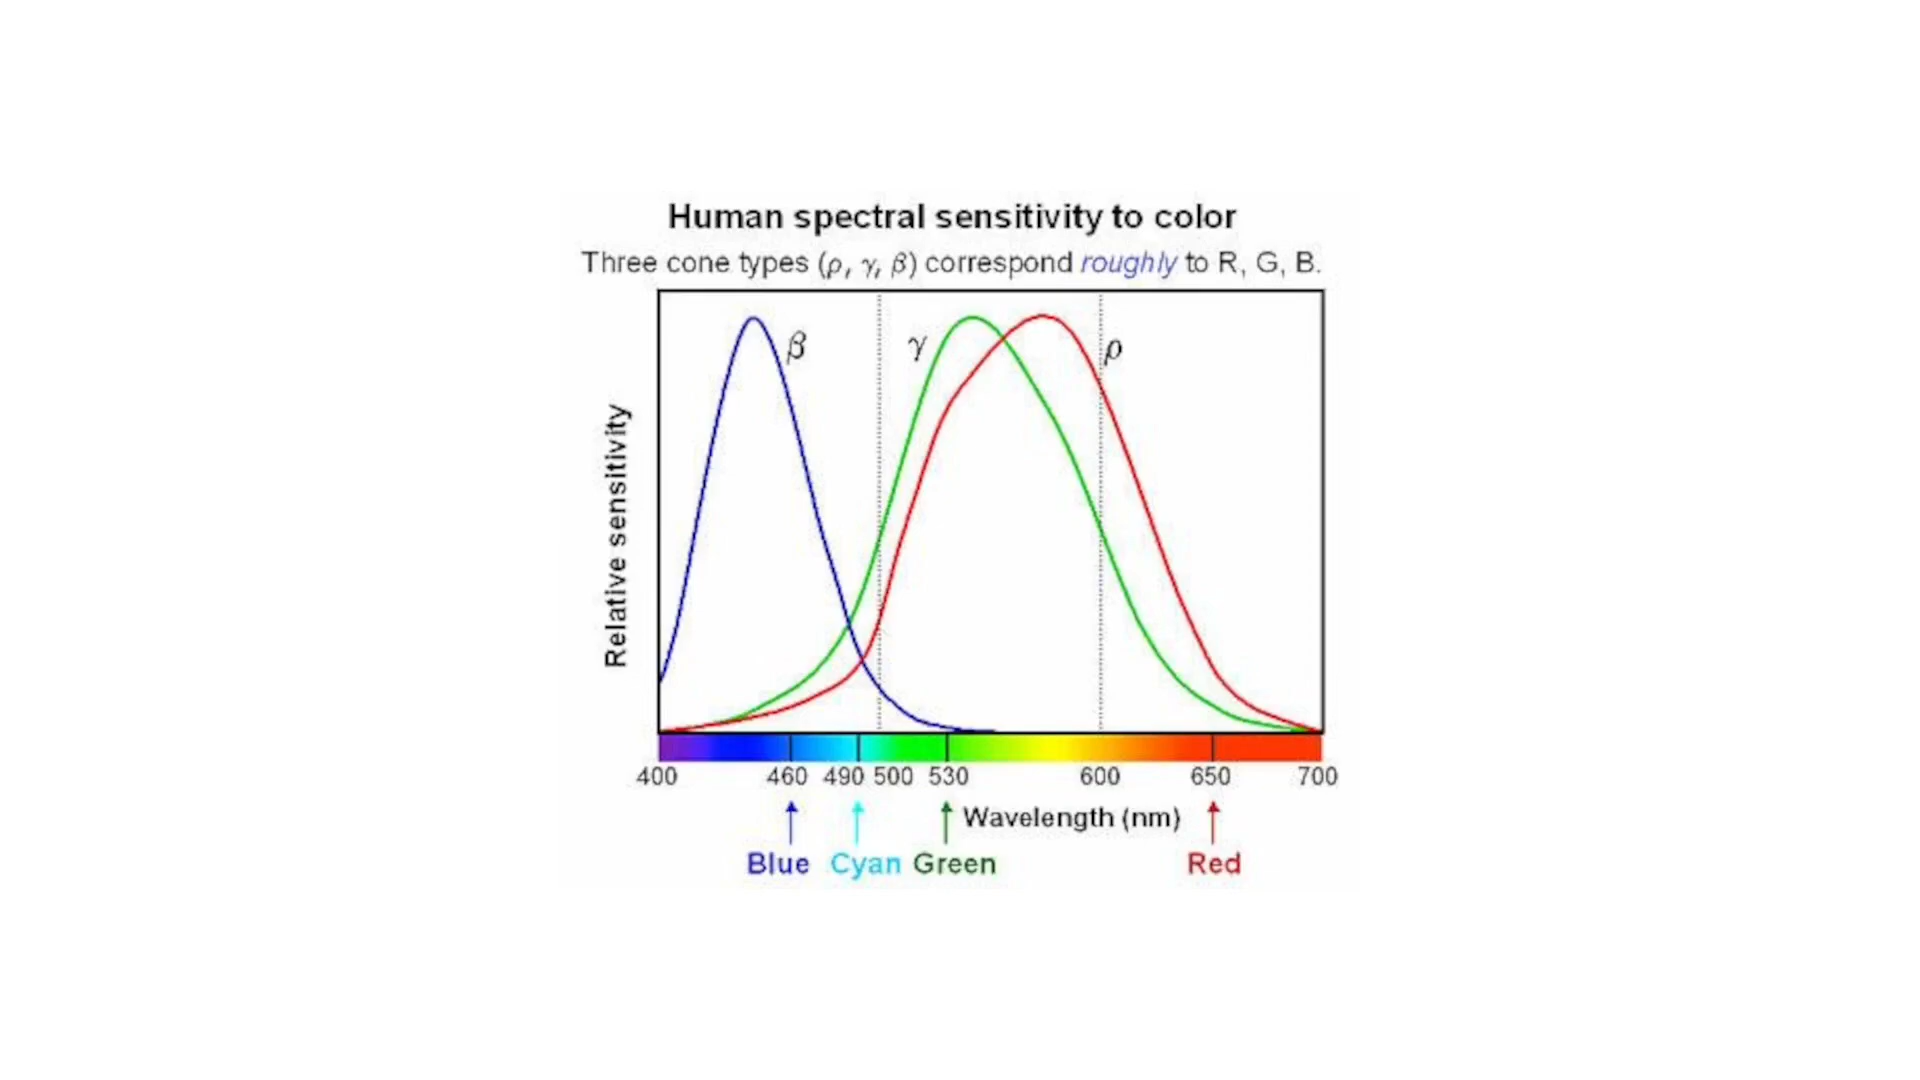 Human spectral sensitivity to color
Three cone types (ρ, γ, β) correspond roughly to R, G, B.
β
γ
ρ
Relative sensitivity
400 460 490 500 530 600 650 700
Wavelength (nm)
Blue Cyan Green Red